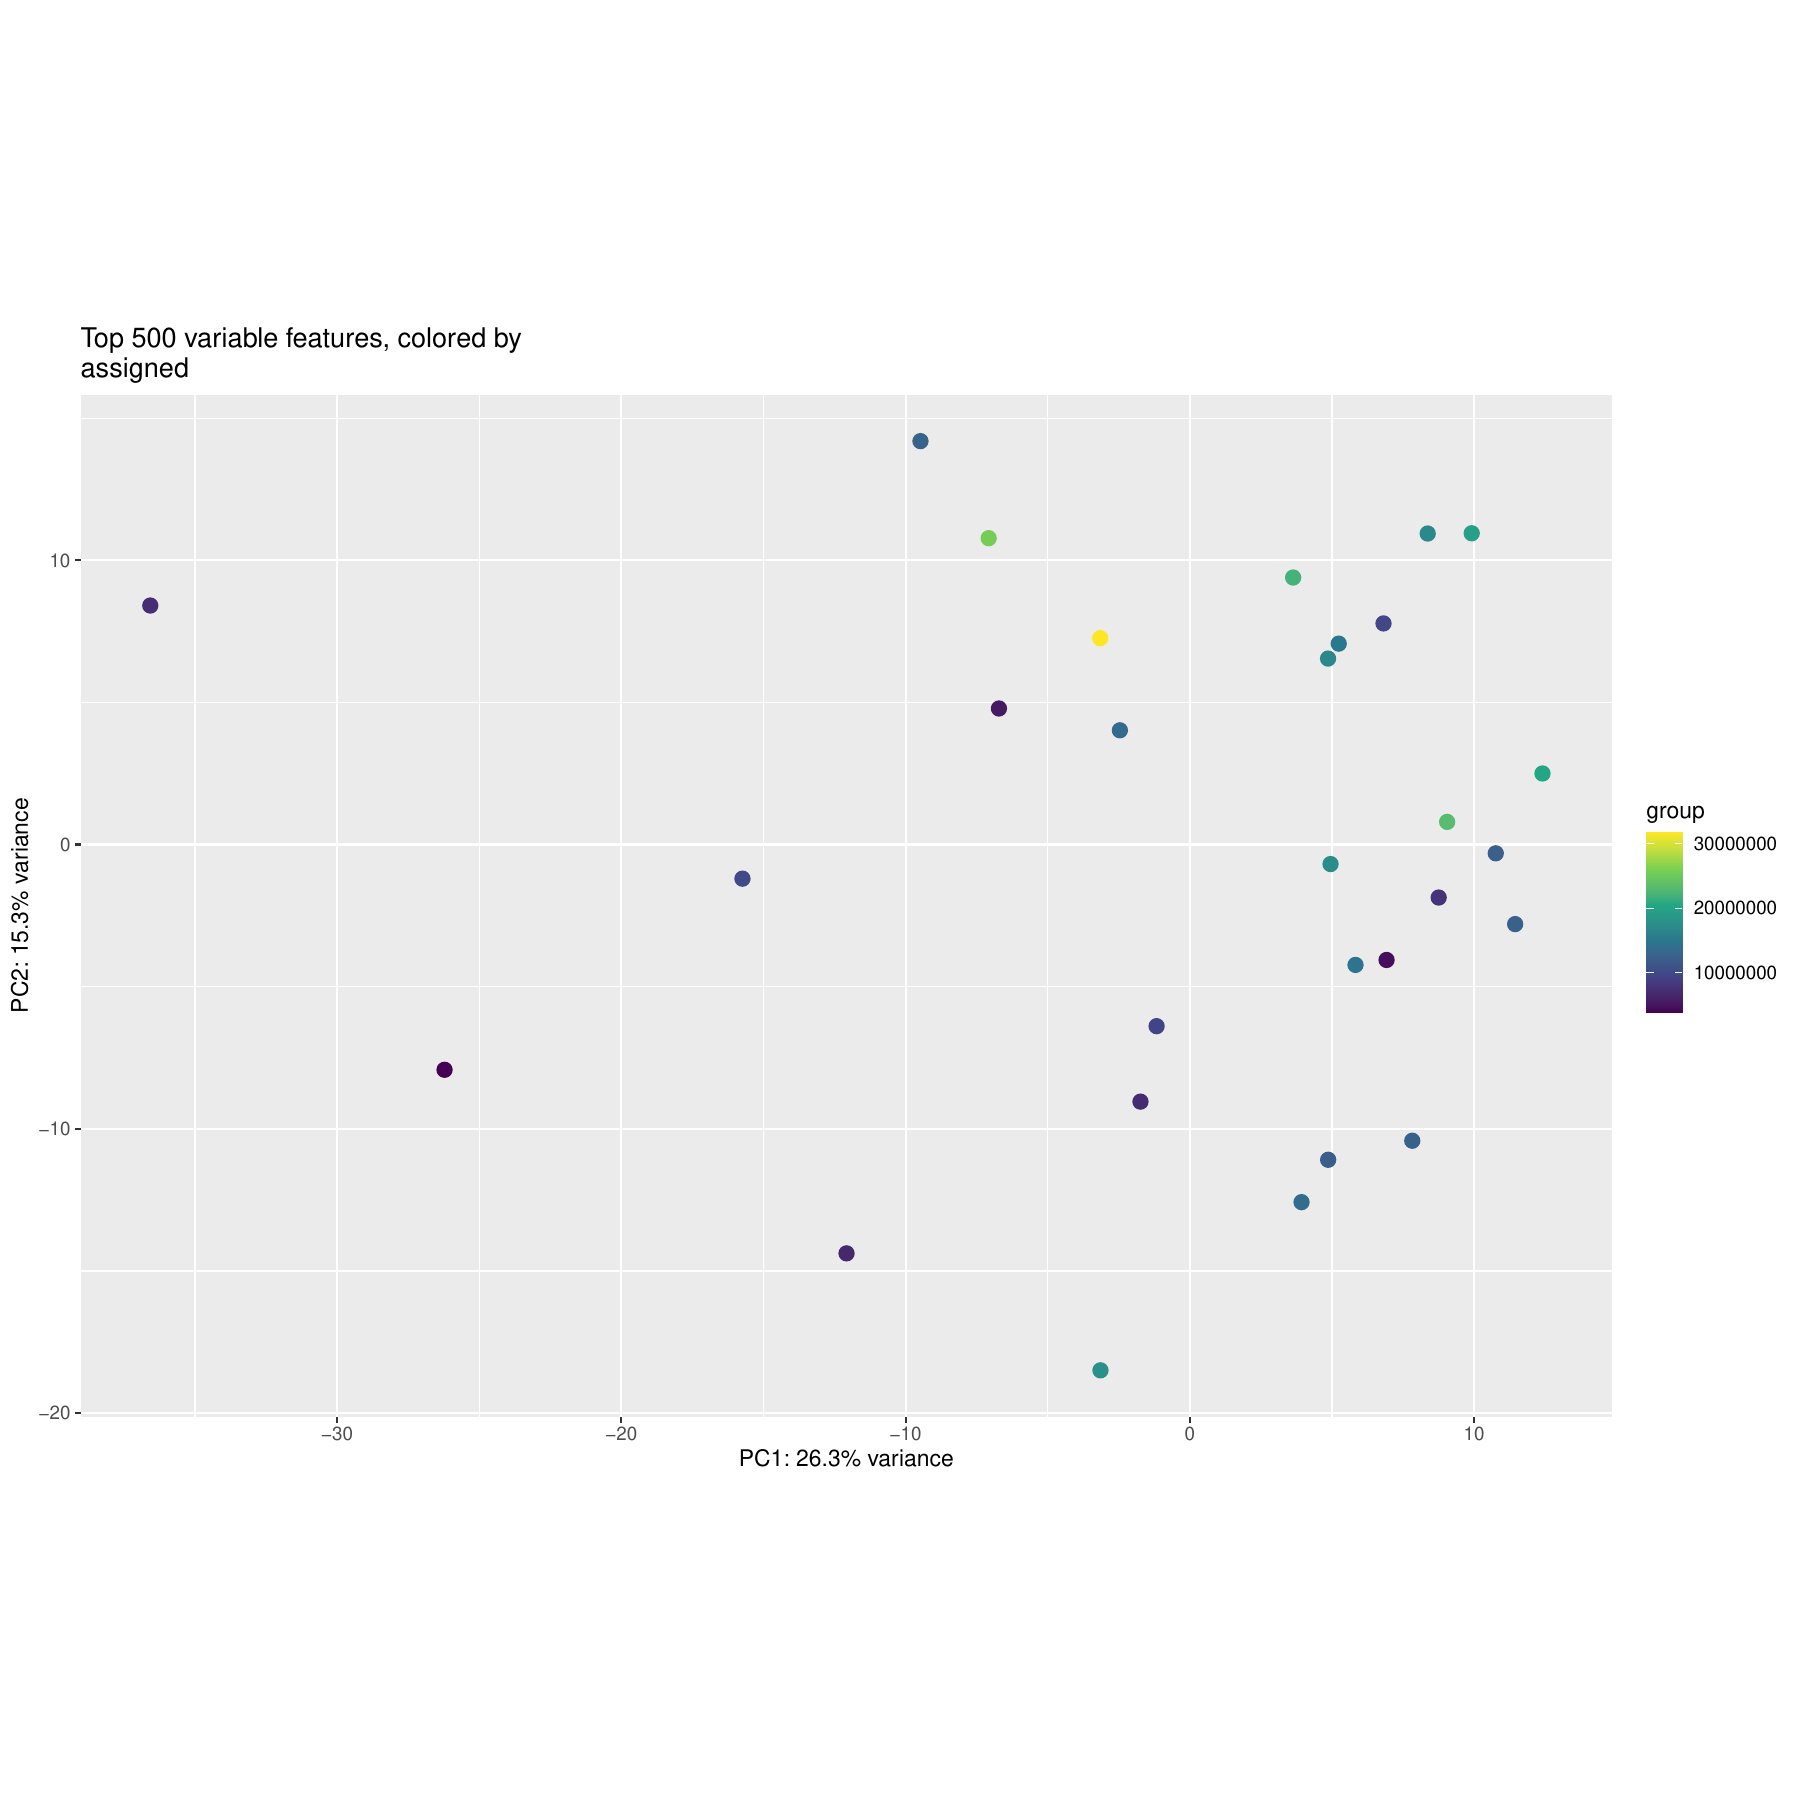 Top 500 variable features, colored by
assigned
10
0
−10
−20
PC2: 15.3% variance
−30
−20
−10
0
10
PC1: 26.3% variance
group
30000000
20000000
10000000